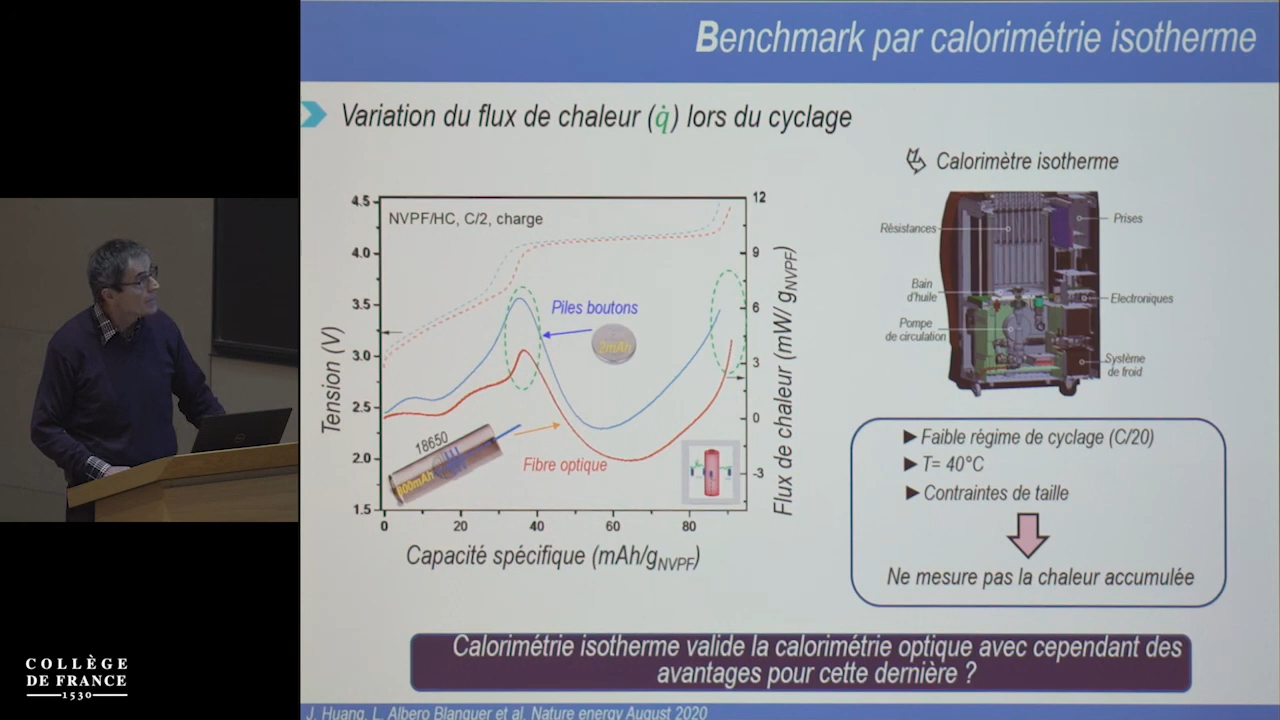 Benchmark par calorimétrie isotherme
Variation du flux de chaleur (q̇) lors du cyclage
Calorimètre isotherme
NVPF/HC, C/2, charge
Piles boutons
2mAh
18650
800mAh
Fibre optique
Tension (V)
4.5
4.0
3.5
3.0
2.5
2.0
1.5
12
9
6
3
0
-3
Flux de chaleur (mW/ gNVPF)
0
20
40
60
80
Capacité spécifique (mAh/gNVPF)
Résistances
Prises
Bain
d'huile
Electroniques
Pompe
de circulation
Système
de froid
▶ Faible régime de cyclage (C/20)
▶ T= 40°C
▶ Contraintes de taille
Ne mesure pas la chaleur accumulée
Calorimétrie isotherme valide la calorimétrie optique avec cependant des
avantages pour cette dernière ?
J. Huang, L. Albero Blanquer et al. Nature energy August 2020
COLLÈGE
DE FRANCE
1530